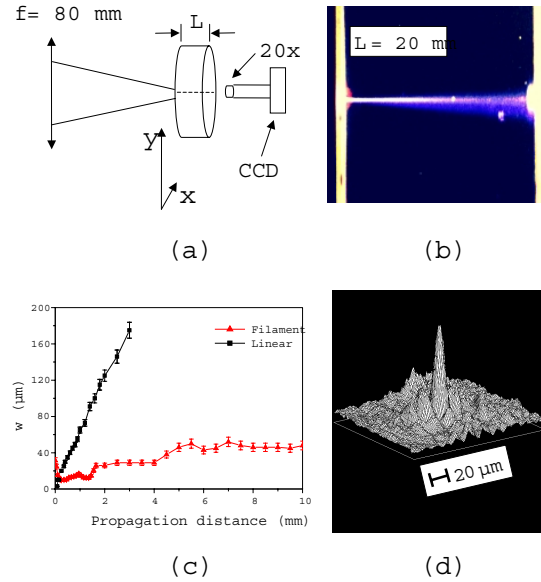 f= 80 mm
L
20x
y
CCD
x
(a)
L = 20 mm
(b)
200
160
120
80
40
0
w (µm)
Filament
Linear
0 2 4 6 8 10
Propagation distance (mm)
(c)
20 µm
(d)